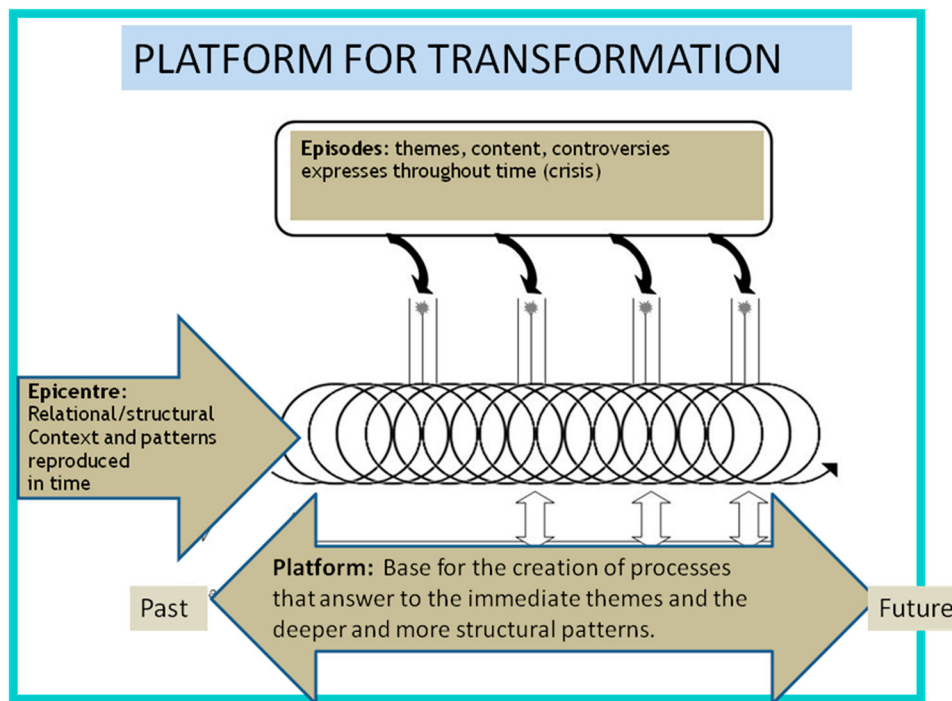 PLATFORM FOR TRANSFORMATION
Episodes: themes, content, controversies
expresses throughout time (crisis)
Epicentre:
Relational/structural
Context and patterns
reproduced
in time
Platform: Base for the creation of processes
that answer to the immediate themes and the
deeper and more structural patterns.
Past
Future